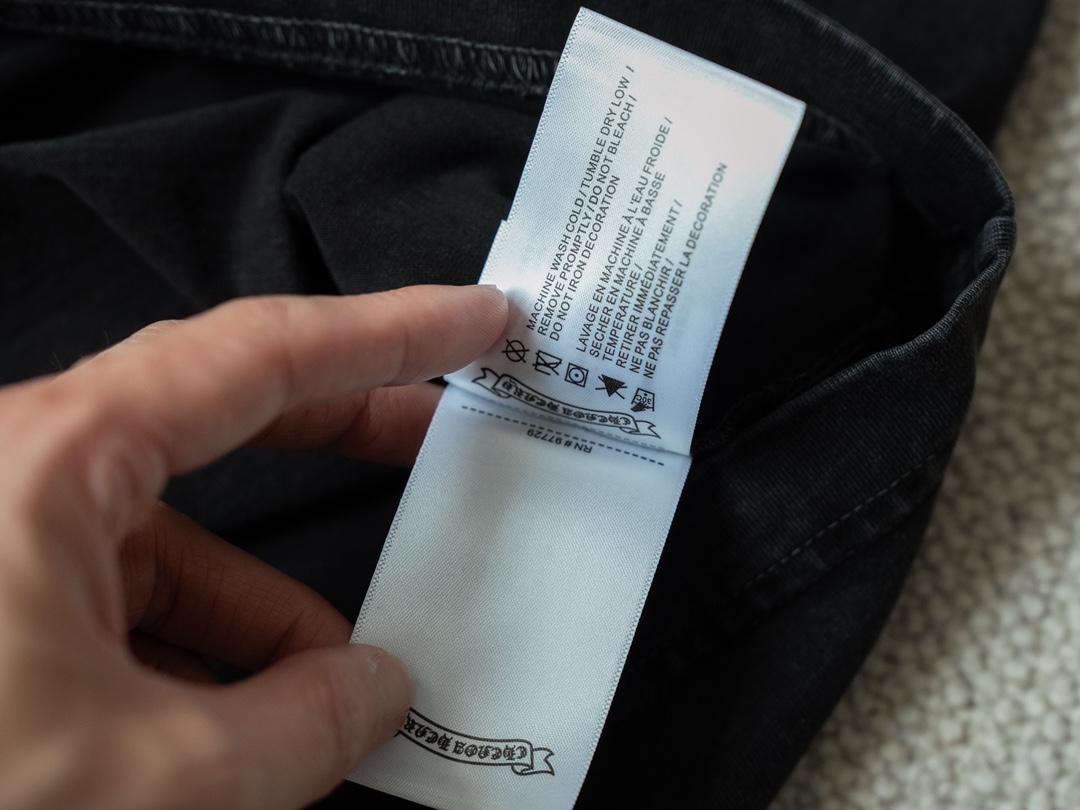 MACHINE WASH COLD / TUMBLE DRY LOW /
REMOVE PROMPTLY / DO NOT BLEACH /
DO NOT IRON DECORATION
LAVAGE EN MACHINE À L'EAU FROIDE /
SECHER EN MACHINE À BASSE
TEMPERATURE /
RETIRER IMMÉDIATEMENT /
NE PAS BLANCHIR /
NE PAS REPASSER LA DECORATION
RN # 97729